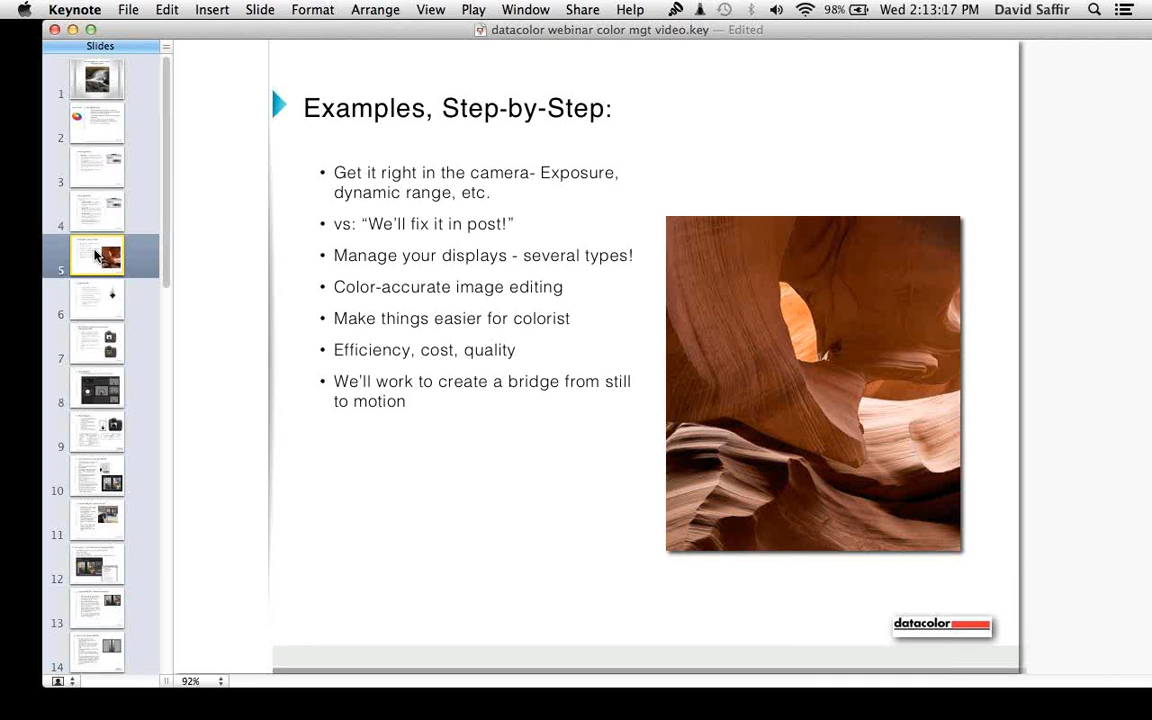 Keynote File Edit Insert Slide Format Arrange View Play Window Share Help 98% Wed 2:13:17 PM David Saffir
datacolor webinar color mgt video.key — Edited
Slides
1
2
3
4
5
6
7
8
9
10
11
12
13
14
Examples, Step-by-Step:
• Get it right in the camera- Exposure,
dynamic range, etc.
• vs: “We’ll fix it in post!”
• Manage your displays - several types!
• Color-accurate image editing
• Make things easier for colorist
• Efficiency, cost, quality
• We’ll work to create a bridge from still
to motion
datacolor
92%